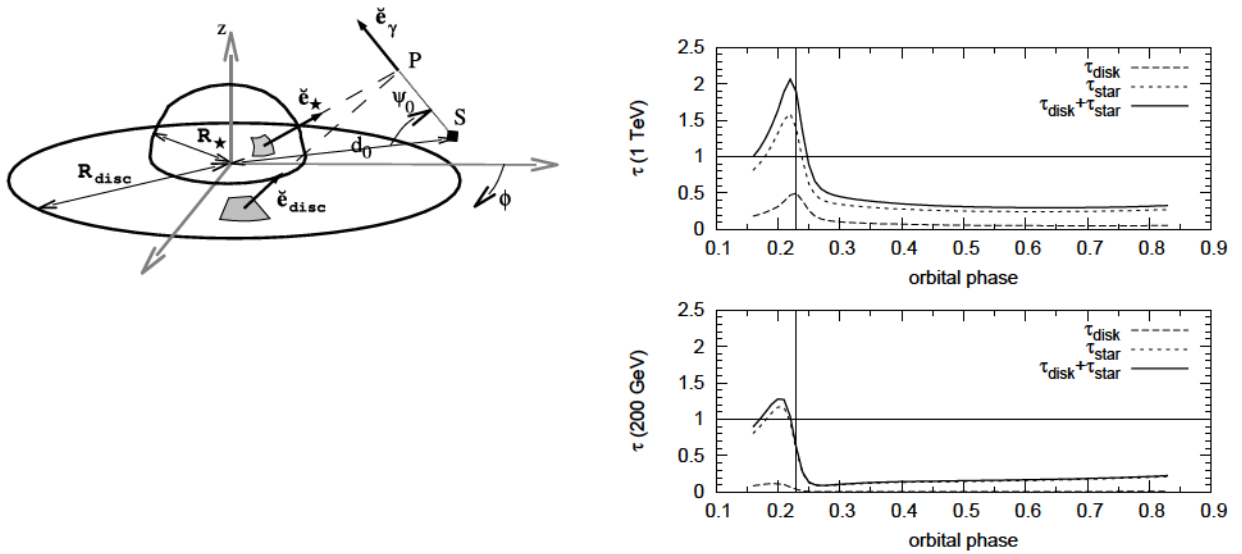 z
ĕγ
P
ĕ★
ψ0
S
R★
d0
Rdisc
ĕdisc
ϕ
τ (1 TeV)
2.5
2
1.5
1
0.5
0
τdisk
τstar
τdisk+τstar
0.1 0.2 0.3 0.4 0.5 0.6 0.7 0.8 0.9
orbital phase
τ (200 GeV)
2.5
2
1.5
1
0.5
0
τdisk
τstar
τdisk+τstar
0.1 0.2 0.3 0.4 0.5 0.6 0.7 0.8 0.9
orbital phase